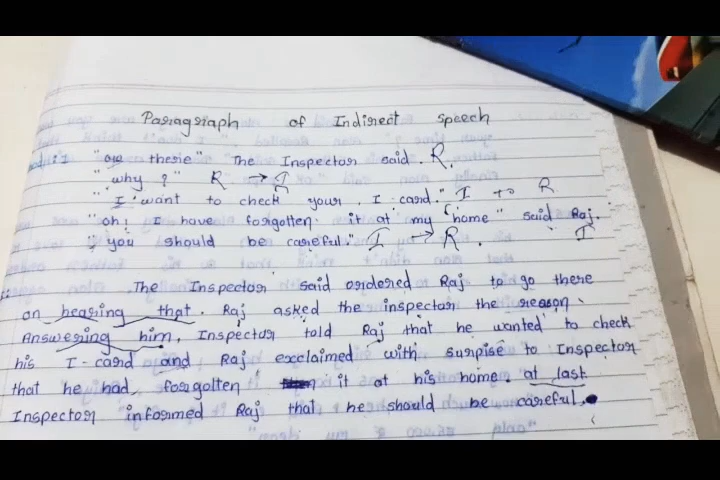 Paragraph of Indirect speech
"go there" The Inspector said. R.
"why ?" R → I
"I want to check your I card." I to R
"oh! I have forgotten it at my home" said Raj.
"you should be careful." I → R. I
The Inspector said ordered Raj to go there
on hearing that. Raj asked the inspector the reason.
Answering him, Inspector told Raj that he wanted to check
his I-card and Raj exclaimed with surprise to Inspector
that he had forgotten it at his home. at last
Inspector informed Raj that he should be careful.